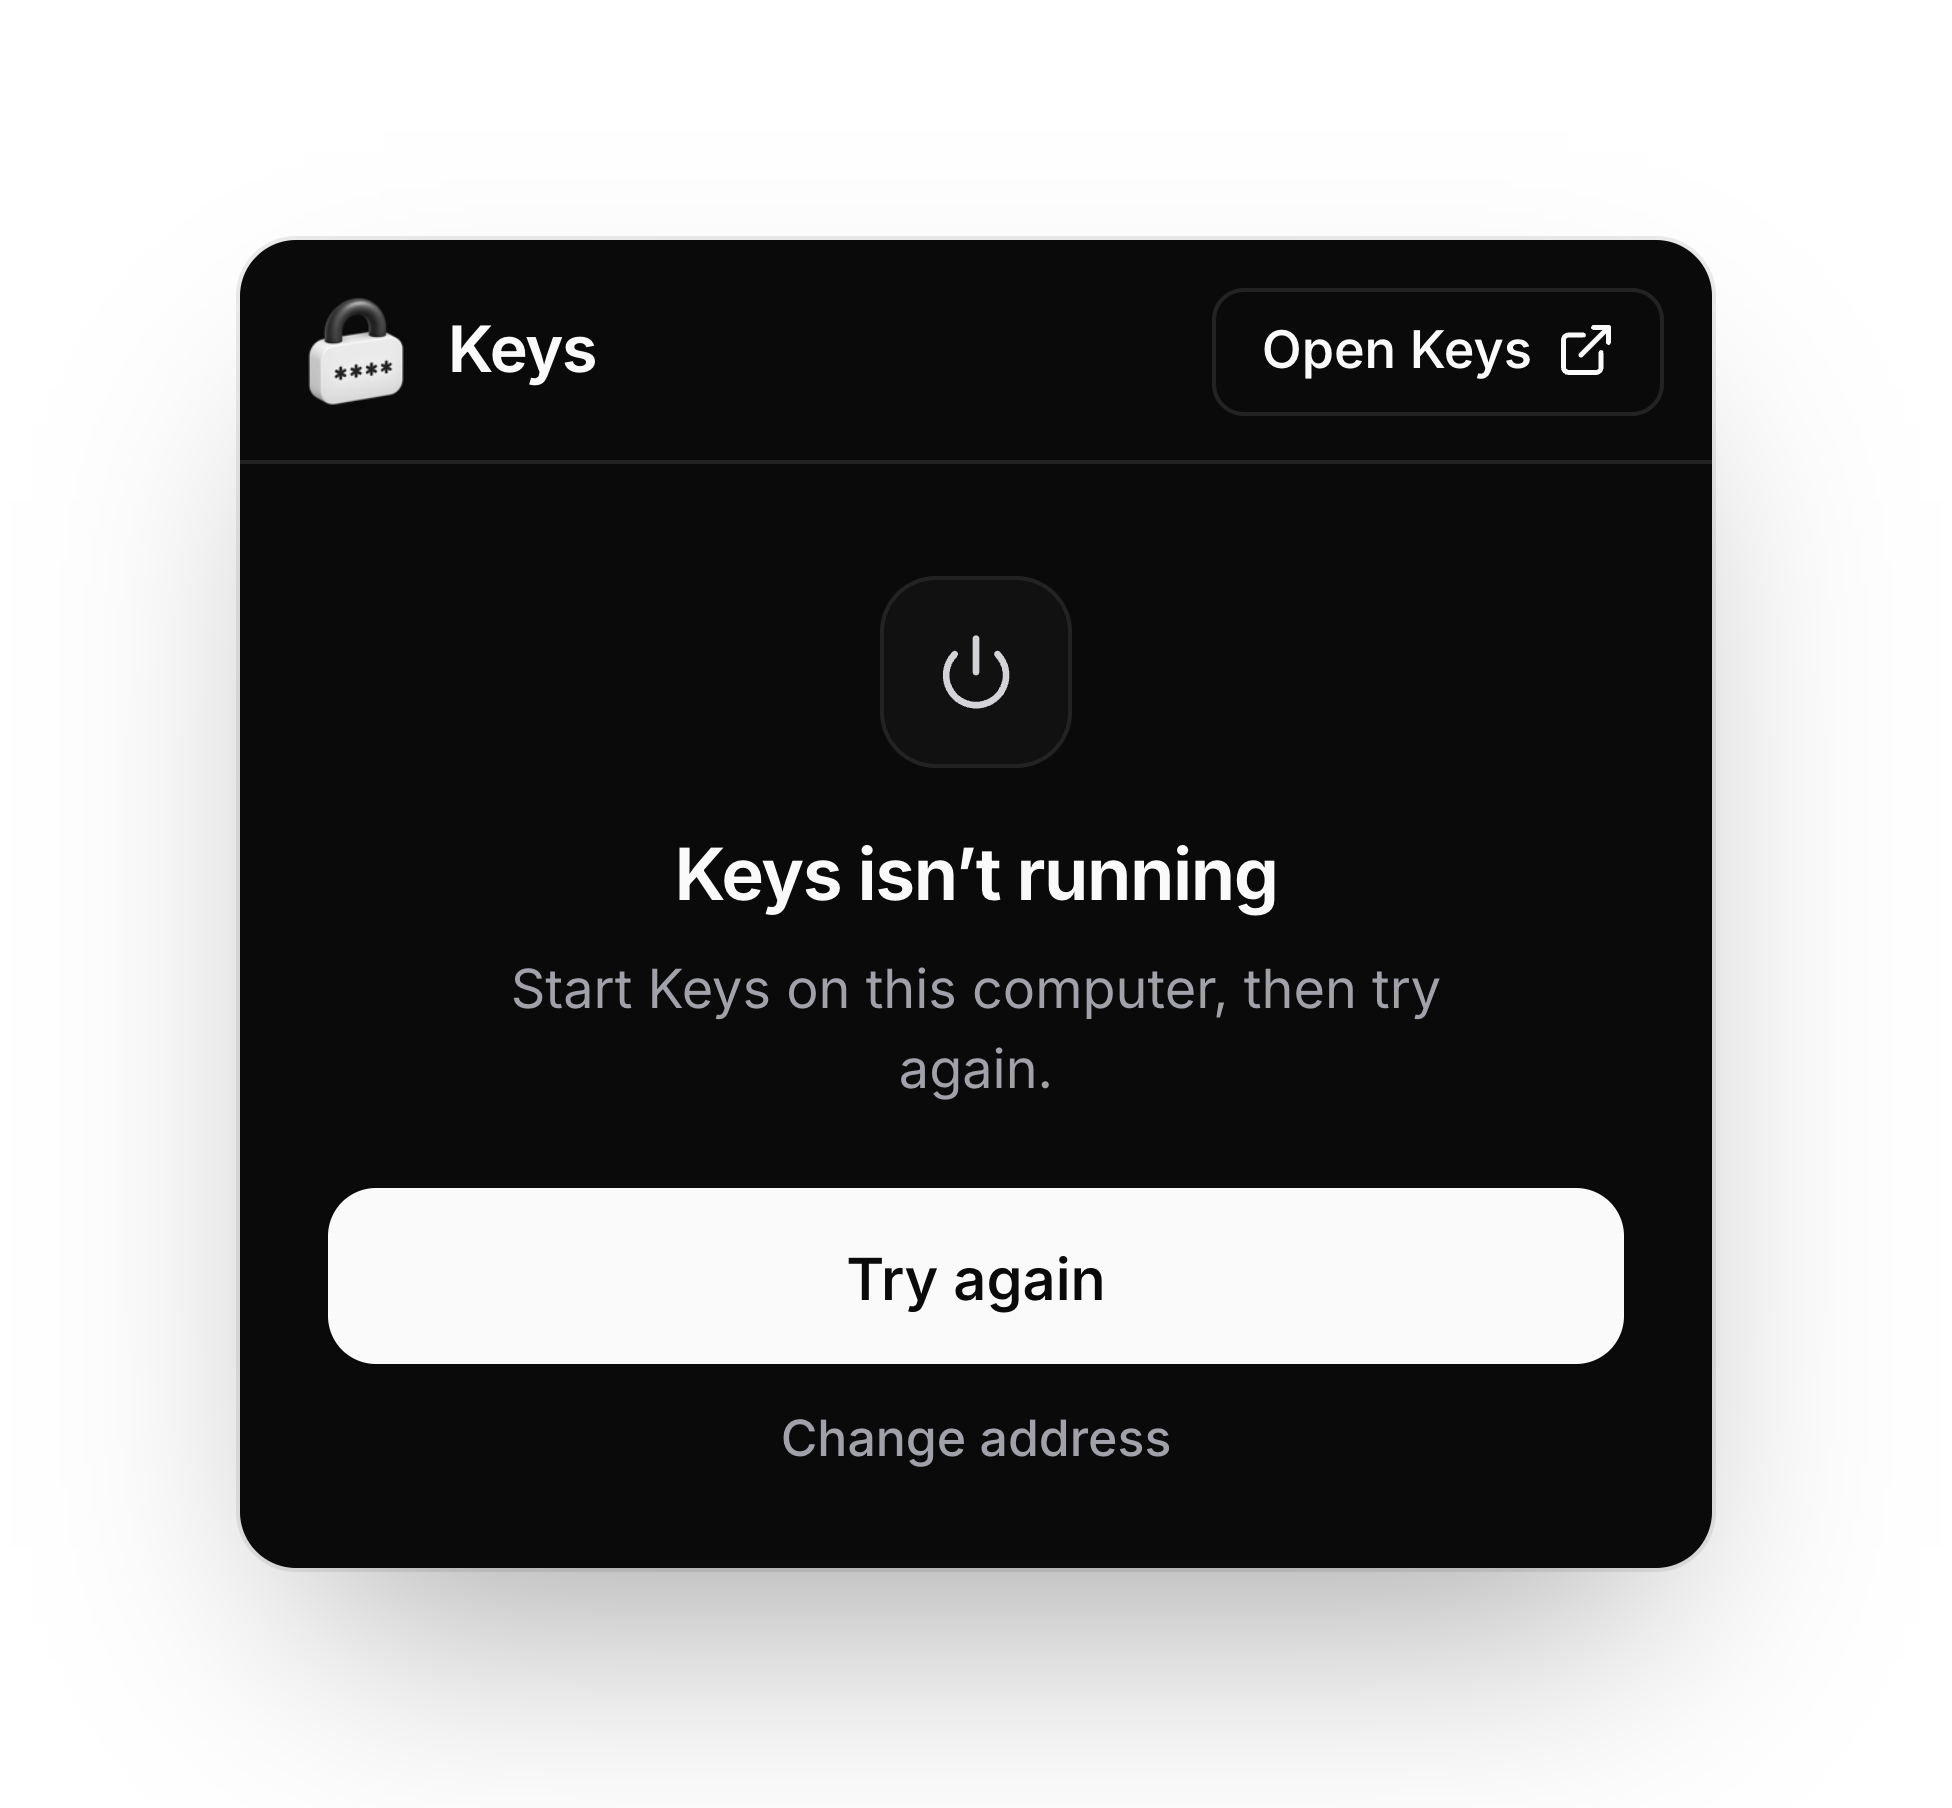 ****
Keys
Open Keys
Keys isn’t running
Start Keys on this computer, then try
again.
Try again
Change address